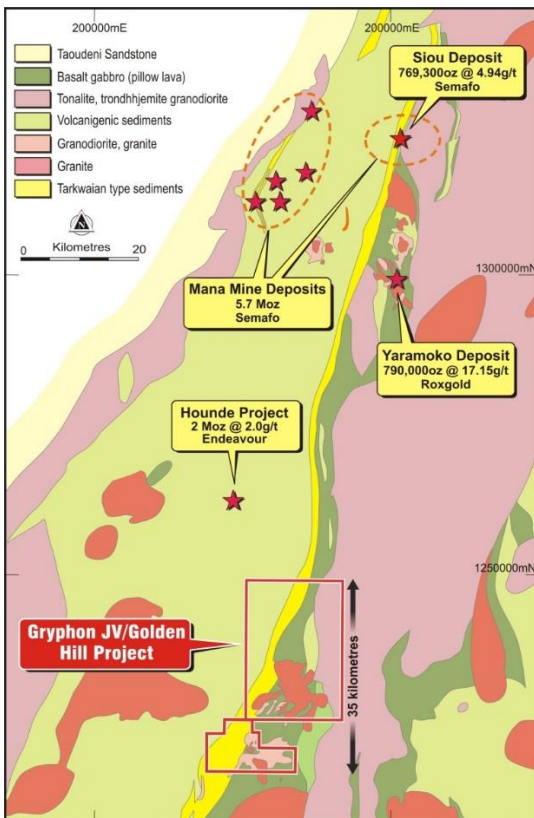 200000mE
200000mE
Taoudeni Sandstone
Basalt gabbro (pillow lava)
Tonalite, trondhhjemite granodiorite
Volcanigenic sediments
Granodiorite, granite
Granite
Tarkwaian type sediments
N
Kilometres
0 20
Siou Deposit
769,300oz @ 4.94g/t
Semafo
1300000mN
Mana Mine Deposits
5.7 Moz
Semafo
Yaramoko Deposit
790,000oz @ 17.15g/t
Roxgold
Hounde Project
2 Moz @ 2.0g/t
Endeavour
1250000mN
Gryphon JV/Golden
Hill Project
35 kilometres